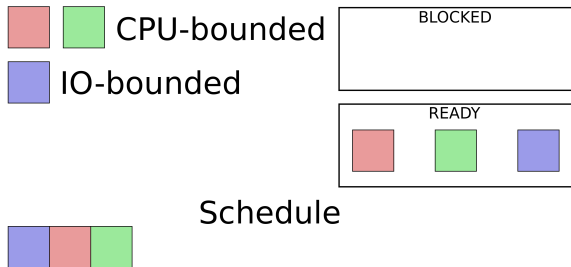 CPU-bounded
IO-bounded
BLOCKED
READY
Schedule